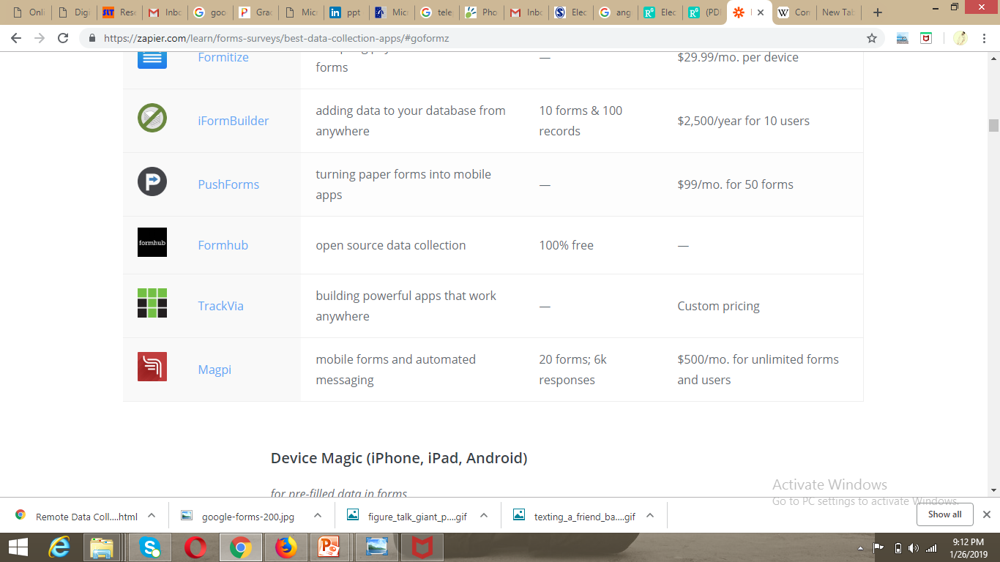 Onli
Digi
SLT Rese
Inbo
goo
Grac
Micr
ppt
Mic
tele
Pho
Inbo
Elec
ang
Elec
(PD
Con
New Tab
https://zapier.com/learn/forms-surveys/best-data-collection-apps/#goformz
Formitize
forms
—
$29.99/mo. per device
iFormBuilder
adding data to your database from
anywhere
10 forms & 100
records
$2,500/year for 10 users
PushForms
turning paper forms into mobile
apps
—
$99/mo. for 50 forms
formhub
Formhub
open source data collection
100% free
—
TrackVia
building powerful apps that work
anywhere
—
Custom pricing
Magpi
mobile forms and automated
messaging
20 forms; 6k
responses
$500/mo. for unlimited forms
and users
Device Magic (iPhone, iPad, Android)
for pre-filled data in forms
Activate Windows
Go to PC settings to activate Windows.
Remote Data Coll....html
google-forms-200.jpg
figure_talk_giant_p....gif
texting_a_friend_ba....gif
Show all
9:12 PM
1/26/2019